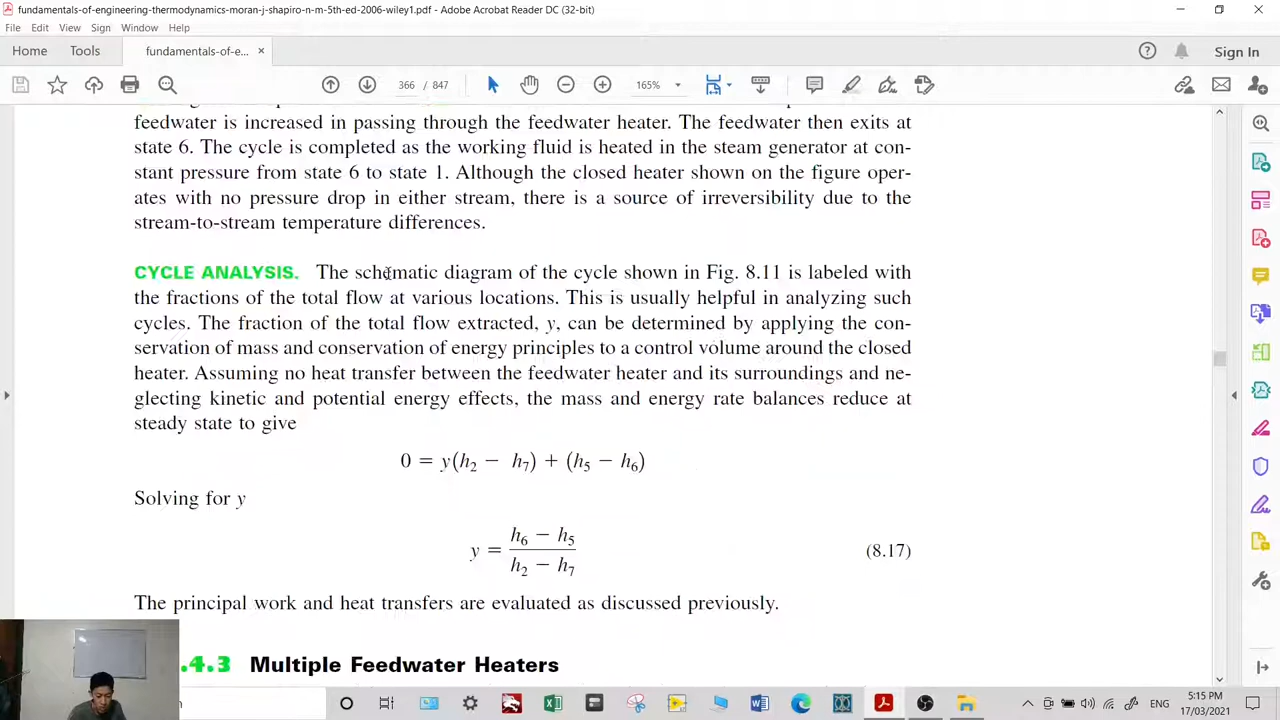 fundamentals-of-engineering-thermodynamics-moran-j-shapiro-n-m-5th-ed-2006-wiley1.pdf - Adobe Acrobat Reader DC (32-bit)
File Edit View Sign Window Help
Home Tools fundamentals-of-e... × Sign In
366 / 847 165%
feedwater is increased in passing through the feedwater heater. The feedwater then exits at
state 6. The cycle is completed as the working fluid is heated in the steam generator at con-
stant pressure from state 6 to state 1. Although the closed heater shown on the figure oper-
ates with no pressure drop in either stream, there is a source of irreversibility due to the
stream-to-stream temperature differences.
CYCLE ANALYSIS. The schematic diagram of the cycle shown in Fig. 8.11 is labeled with
the fractions of the total flow at various locations. This is usually helpful in analyzing such
cycles. The fraction of the total flow extracted, y, can be determined by applying the con-
servation of mass and conservation of energy principles to a control volume around the closed
heater. Assuming no heat transfer between the feedwater heater and its surroundings and ne-
glecting kinetic and potential energy effects, the mass and energy rate balances reduce at
steady state to give
0 = y(h₂ − h₇) + (h₅ − h₆)
Solving for y
y = (h₆ − h₅) / (h₂ − h₇) (8.17)
The principal work and heat transfers are evaluated as discussed previously.
.4.3 Multiple Feedwater Heaters
ENG
5:15 PM
17/03/2021